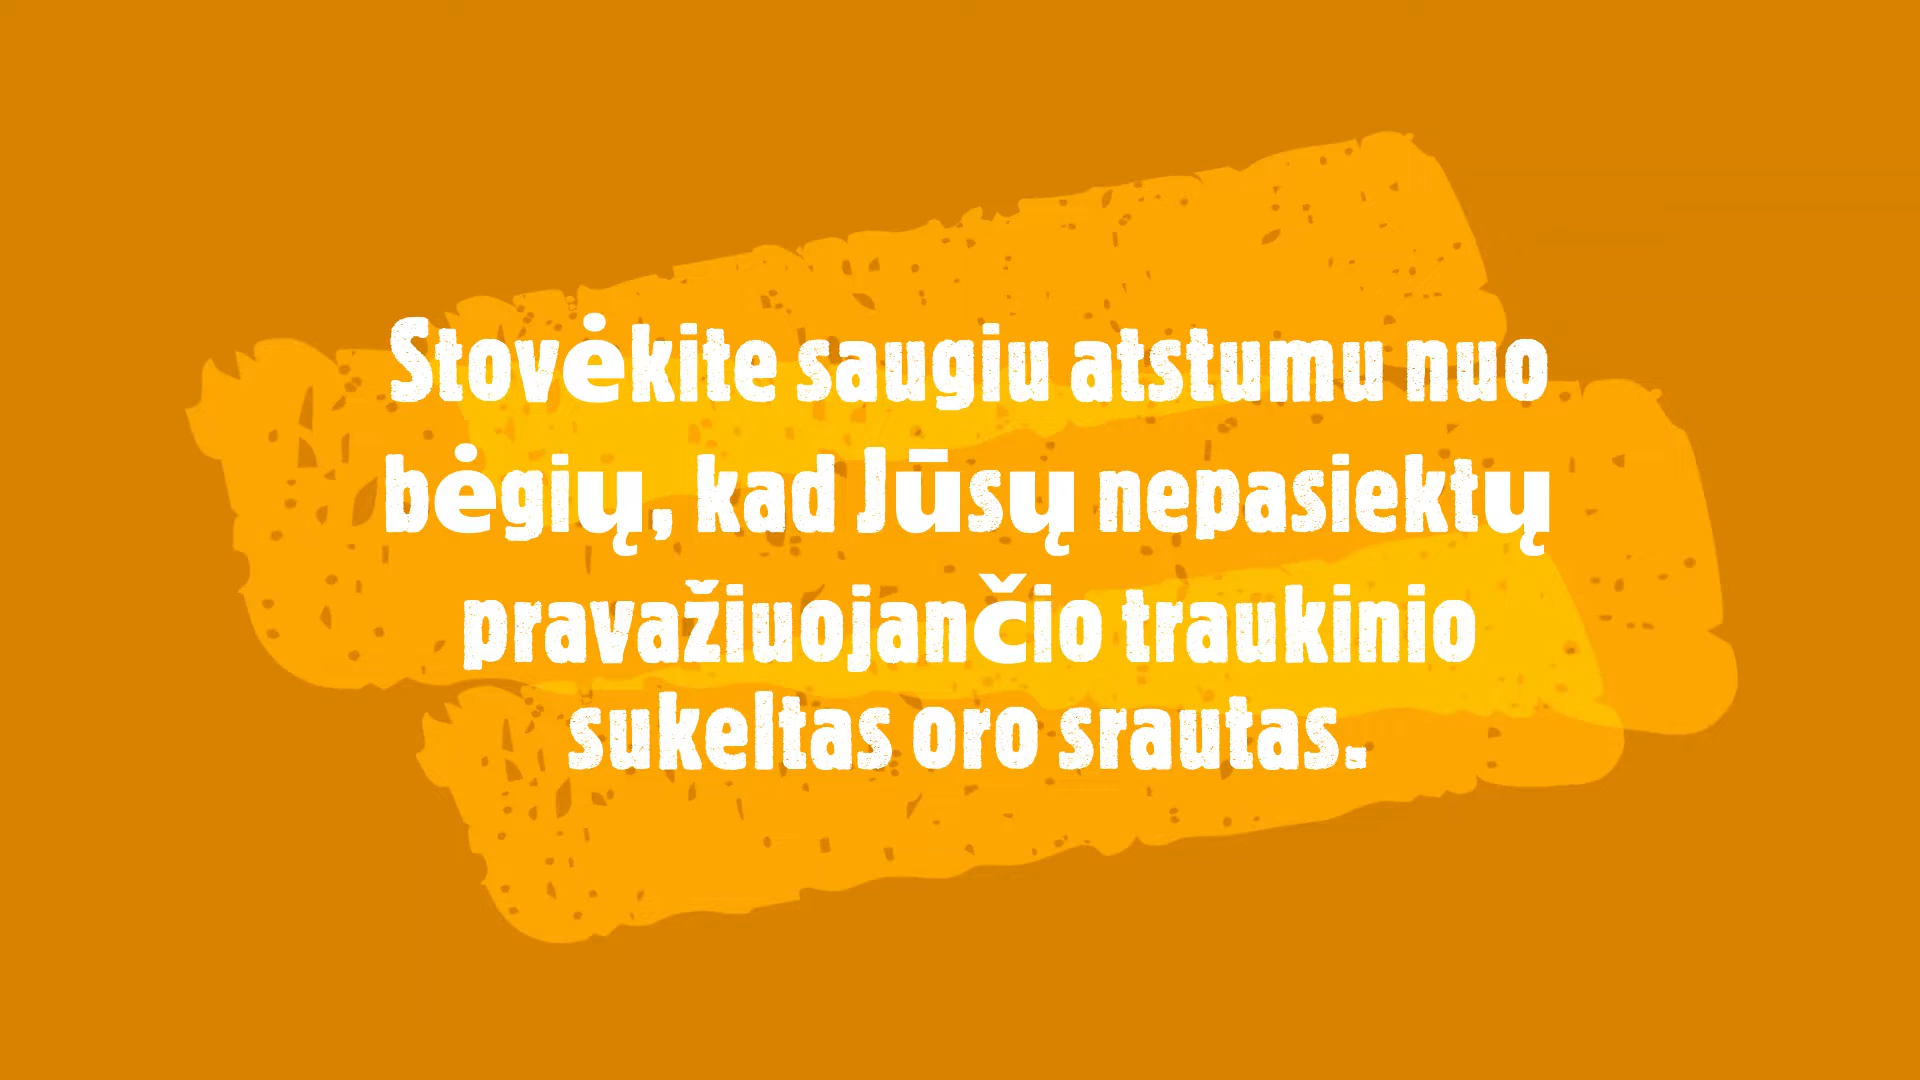 Stovėkite saugiu atstumu nuo
bėgių, kad Jūsų nepasiektų
pravažiuojančio traukinio
sukeltas oro srautas.